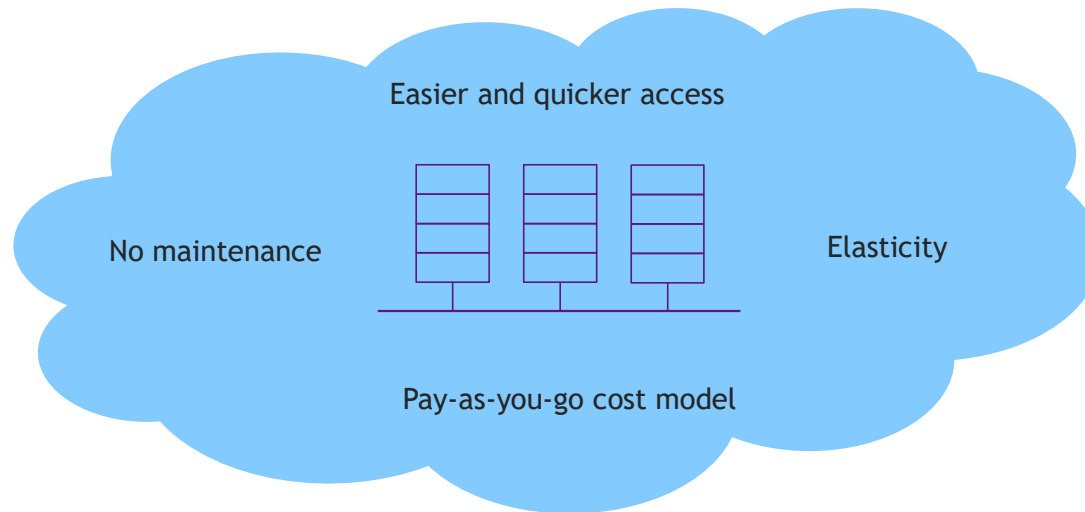 Easier and quicker access
No maintenance
Elasticity
Pay-as-you-go cost model